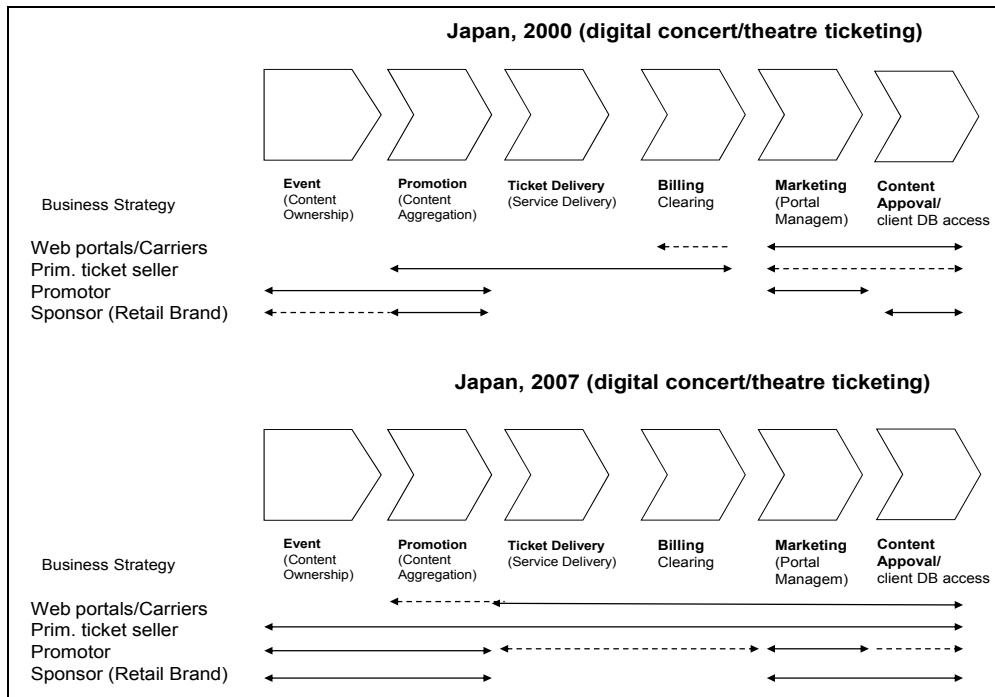 Japan, 2000 (digital concert/theatre ticketing)
Event
(Content
Ownership)
Promotion
(Content
Aggregation)
Ticket Delivery
(Service Delivery)
Billing
Clearing
Marketing
(Portal
Managem)
Content
Appoval/
client DB access
Business Strategy
Web portals/Carriers
Prim. ticket seller
Promotor
Sponsor (Retail Brand)
Japan, 2007 (digital concert/theatre ticketing)
Event
(Content
Ownership)
Promotion
(Content
Aggregation)
Ticket Delivery
(Service Delivery)
Billing
Clearing
Marketing
(Portal
Managem)
Content
Appoval/
client DB access
Business Strategy
Web portals/Carriers
Prim. ticket seller
Promotor
Sponsor (Retail Brand)